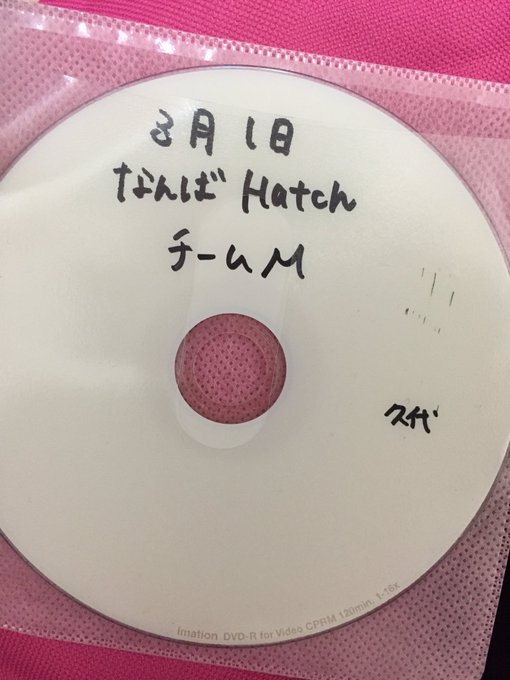 8月1日
なんばHatch
チームM
久代
Imation DVD-R for Video CPRM 120min. 1-16x